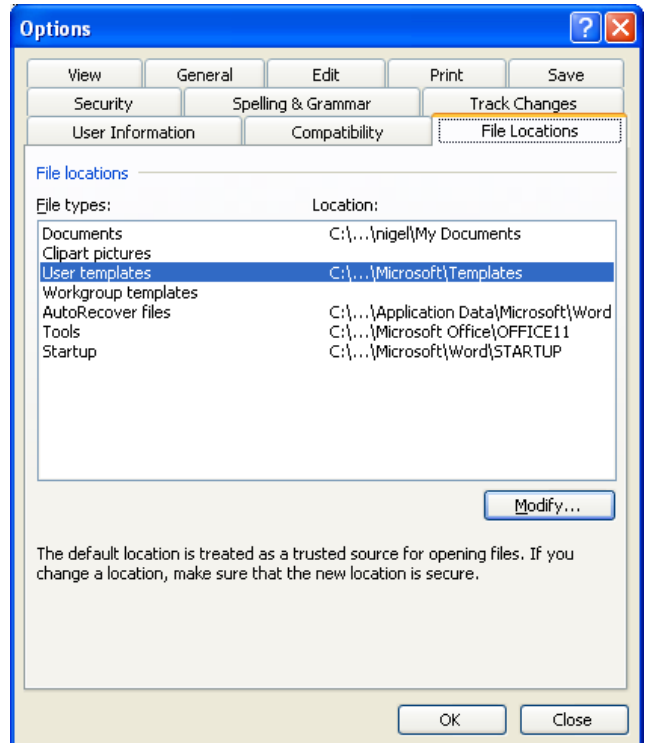 Options
View General Edit Print Save
Security Spelling & Grammar Track Changes
User Information Compatibility File Locations
File locations
File types: Location:
Documents C:\...\nigel\My Documents
Clipart pictures
User templates C:\...\Microsoft\Templates
Workgroup templates
AutoRecover files C:\...\Application Data\Microsoft\Word
Tools C:\...\Microsoft Office\OFFICE11
Startup C:\...\Microsoft\Word\STARTUP
Modify...
The default location is treated as a trusted source for opening files. If you
change a location, make sure that the new location is secure.
OK Close